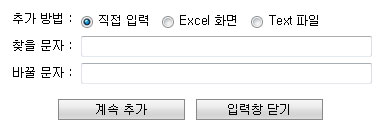 추가 방법 : 직접 입력 Excel 화면 Text 파일
찾을 문자 :
바꿀 문자 :
계속 추가 입력창 닫기